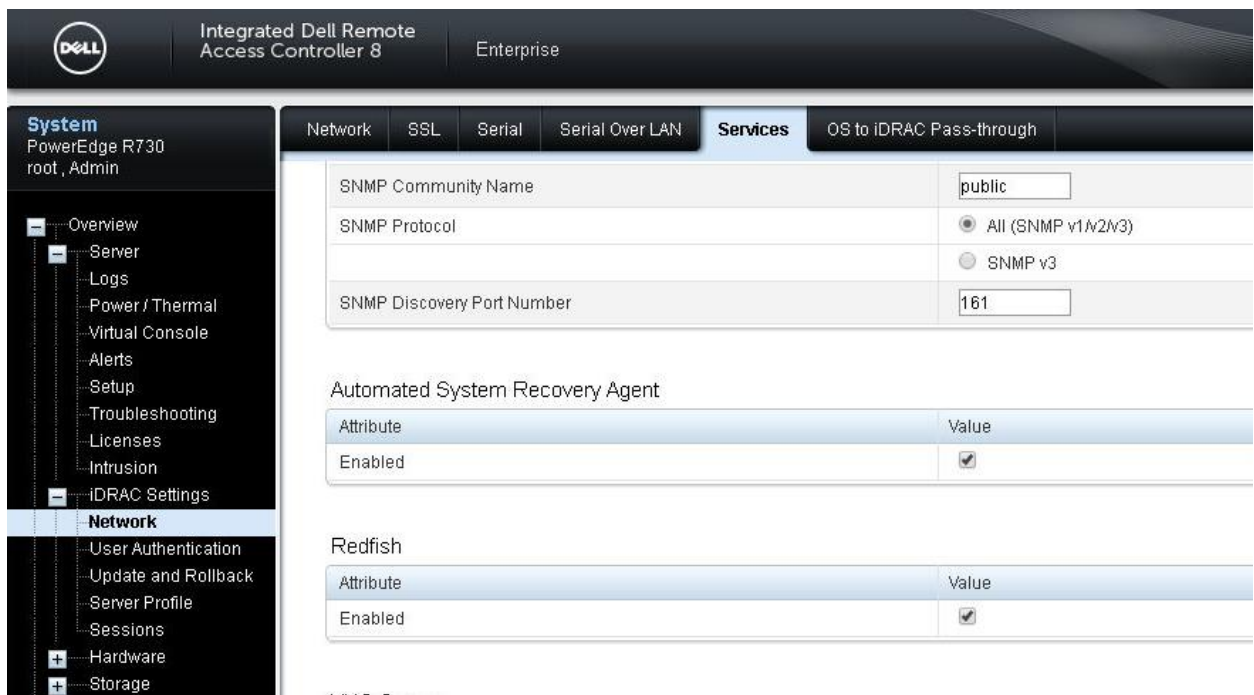 DELL
Integrated Dell Remote
Access Controller 8
Enterprise
System
PowerEdge R730
root , Admin
Overview
Server
Logs
Power / Thermal
Virtual Console
Alerts
Setup
Troubleshooting
Licenses
Intrusion
iDRAC Settings
Network
User Authentication
Update and Rollback
Server Profile
Sessions
Hardware
Storage
Network SSL Serial Serial Over LAN Services OS to iDRAC Pass-through
SNMP Community Name public
SNMP Protocol All (SNMP v1/v2/v3)
SNMP v3
SNMP Discovery Port Number 161
Automated System Recovery Agent
Attribute Value
Enabled
Redfish
Attribute Value
Enabled